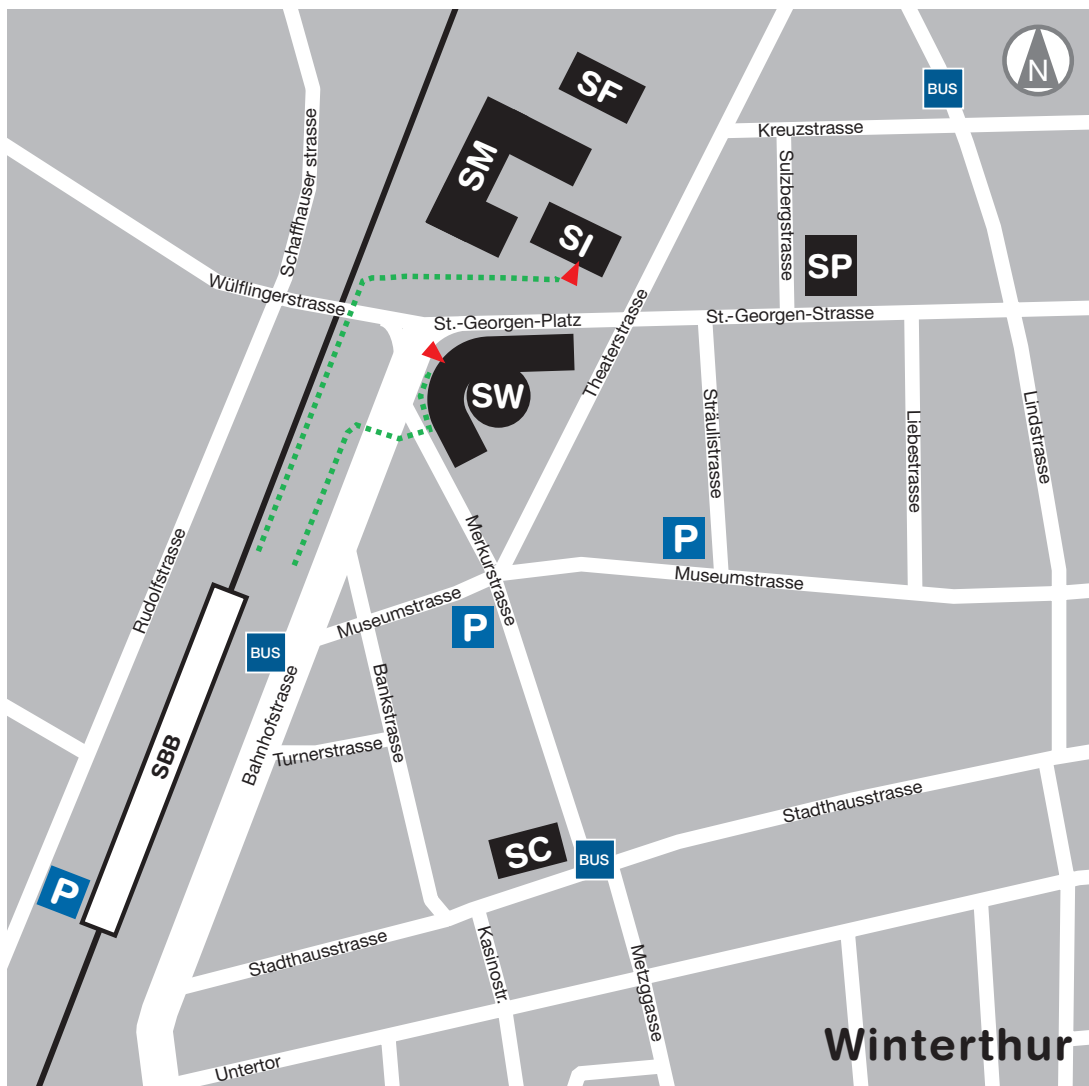 N
SF
BUS
Kreuzstrasse
SM
Schaffhauser strasse
Sulzbergstrasse
SI
SP
Wülflingerstrasse
St.-Georgen-Platz
St.-Georgen-Strasse
Theaterstrasse
SW
Sträulistrasse
Liebestrasse
Lindstrasse
Merkurstrasse
P
Rudolfstrasse
Museumstrasse
Museumstrasse
P
BUS
Bahnhofstrasse
Bankstrasse
Turnerstrasse
SBB
Stadthausstrasse
SC
BUS
P
Stadthausstrasse
Kasinostr.
Metzggasse
Winterthur
Untertor